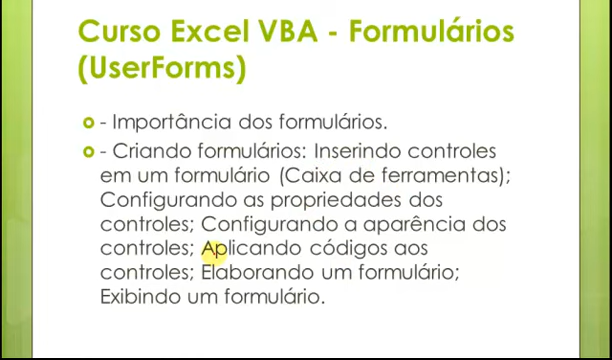 Curso Excel VBA - Formulários
(UserForms)
- Importância dos formulários.
- Criando formulários: Inserindo controles
em um formulário (Caixa de ferramentas);
Configurando as propriedades dos
controles; Configurando a aparência dos
controles; Aplicando códigos aos
controles; Elaborando um formulário;
Exibindo um formulário.